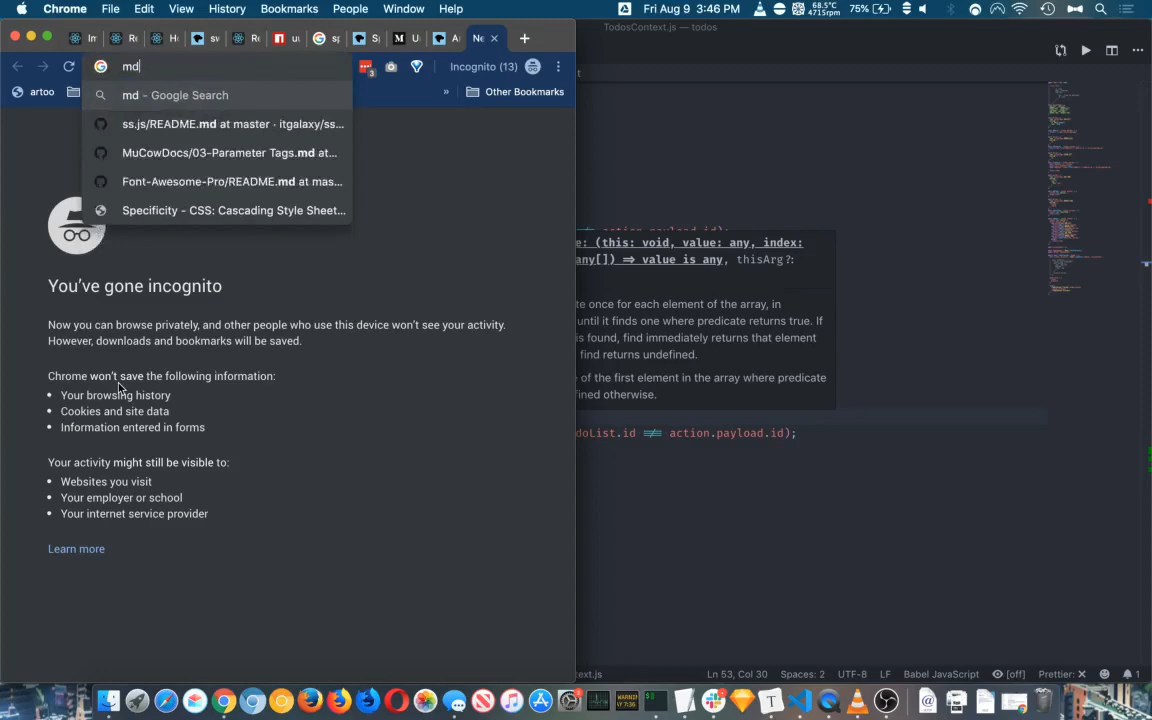 Chrome File Edit View History Bookmarks People Window Help
68.5°C
4715rpm
75%
Fri Aug 9 3:46 PM
TodosContext.js — todos
Ne
md
3
Incognito (13)
artoo
»
Other Bookmarks
md - Google Search
ss.js/README.md at master · itgalaxy/ss...
MuCowDocs/03-Parameter Tags.md at...
Font-Awesome-Pro/README.md at mas...
Specificity - CSS: Cascading Style Sheet...
You've gone incognito
Now you can browse privately, and other people who use this device won't see your activity.
However, downloads and bookmarks will be saved.
Chrome won't save the following information:
• Your browsing history
• Cookies and site data
• Information entered in forms
Your activity might still be visible to:
• Websites you visit
• Your employer or school
• Your internet service provider
Learn more
action.payload.id);
e: (this: void, value: any, index:
any[]) => value is any, thisArg?:
te once for each element of the array, in
until it finds one where predicate returns true. If
is found, find immediately returns that element
find returns undefined.
e of the first element in the array where predicate
fined otherwise.
doList.id !== action.payload.id);
ext.js
Ln 53, Col 30 Spaces: 2 UTF-8 LF Babel JavaScript [off] Prettier: × 1